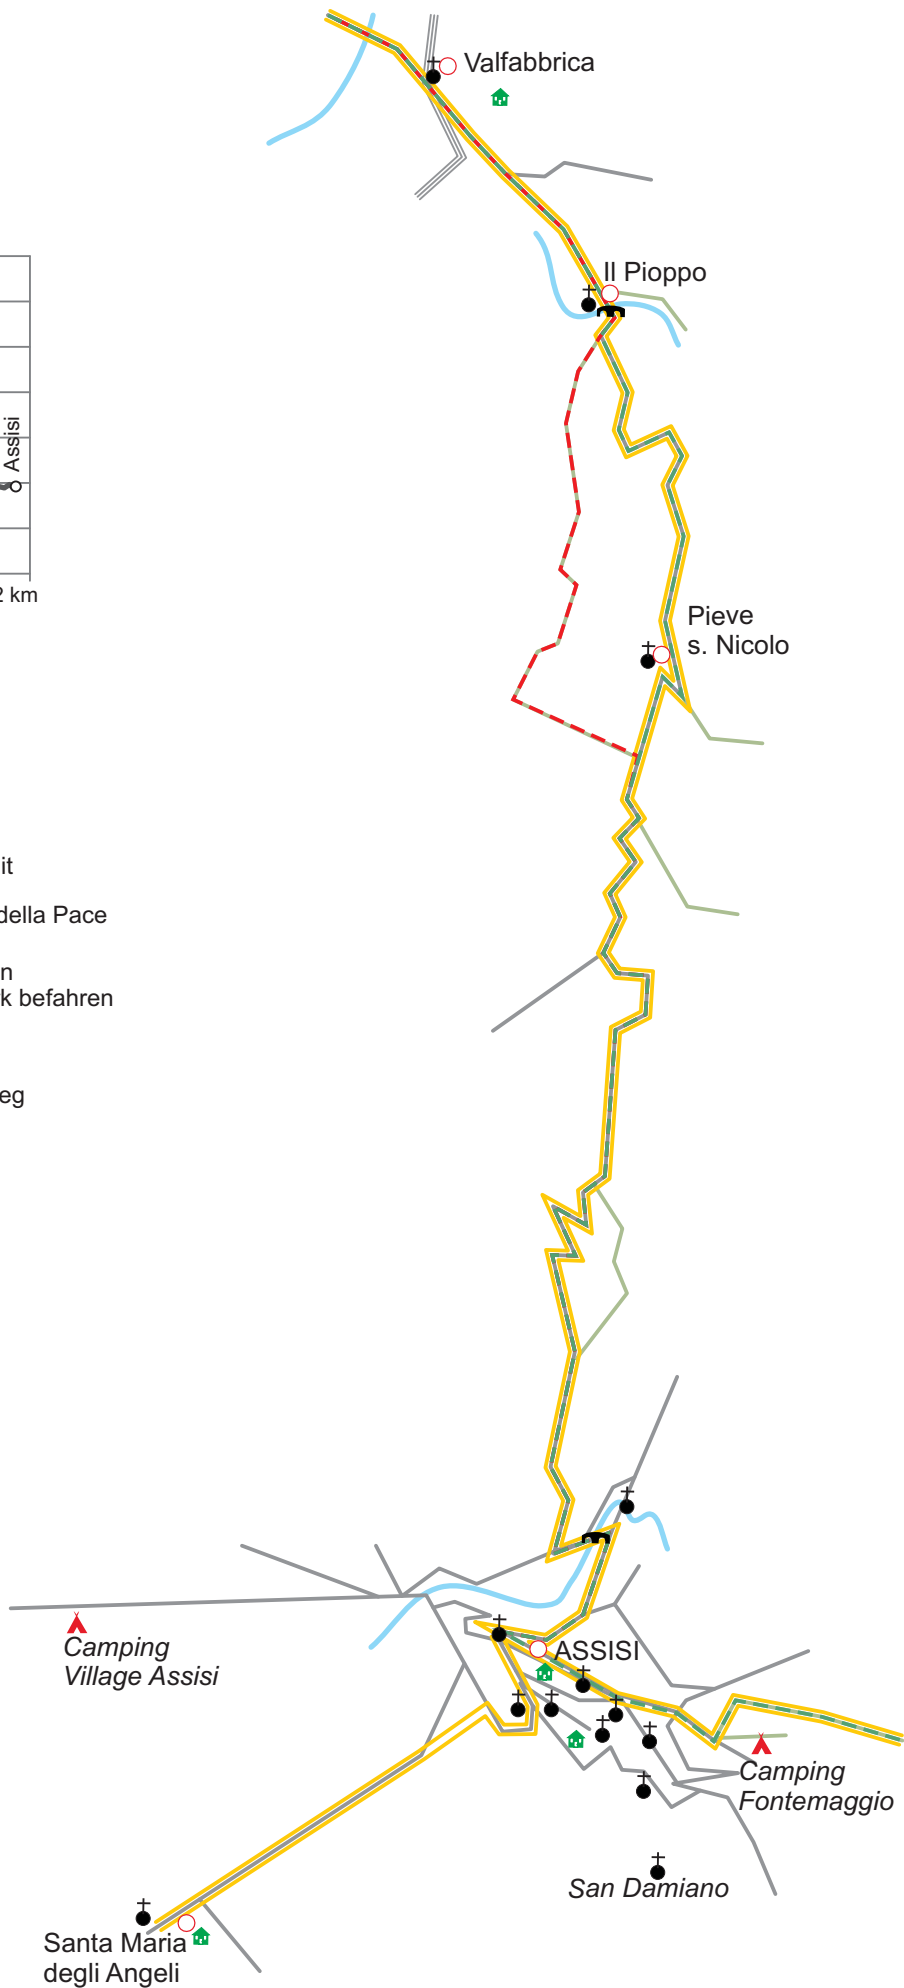 Valfabbrica
Il Pioppo
Assisi
2 km
Pieve
s. Nicolo
it
della Pace
n
k befahren
eg
ASSISI
Camping
Village Assisi
Camping
Fontemaggio
San Damiano
Santa Maria
degli Angeli